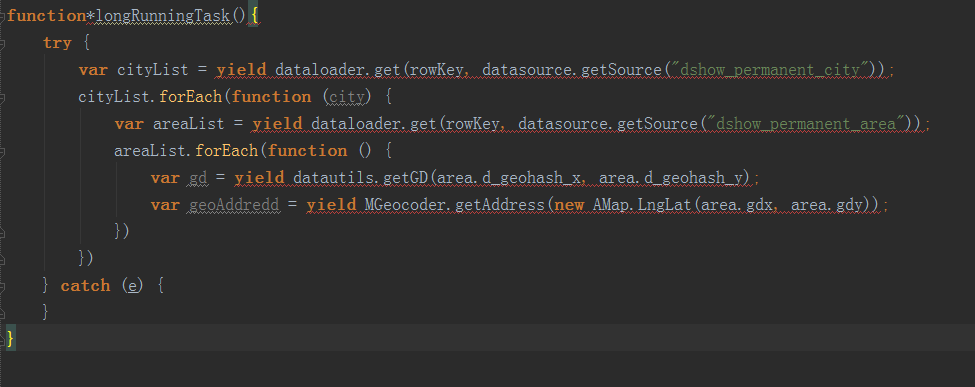 function*longRunningTask(){
    try {
        var cityList = yield dataloader.get(rowKey, datasource.getSource("dshow_permanent_city"));
        cityList.forEach(function (city) {
            var areaList = yield dataloader.get(rowKey, datasource.getSource("dshow_permanent_area"));
            areaList.forEach(function () {
                var gd = yield datautils.getGD(area.d_geohash_x, area.d_geohash_y);
                var geoAddredd = yield MGeocoder.getAddress(new AMap.LngLat(area.gdx, area.gdy));
            })
        })
    } catch (e) {
    }
}